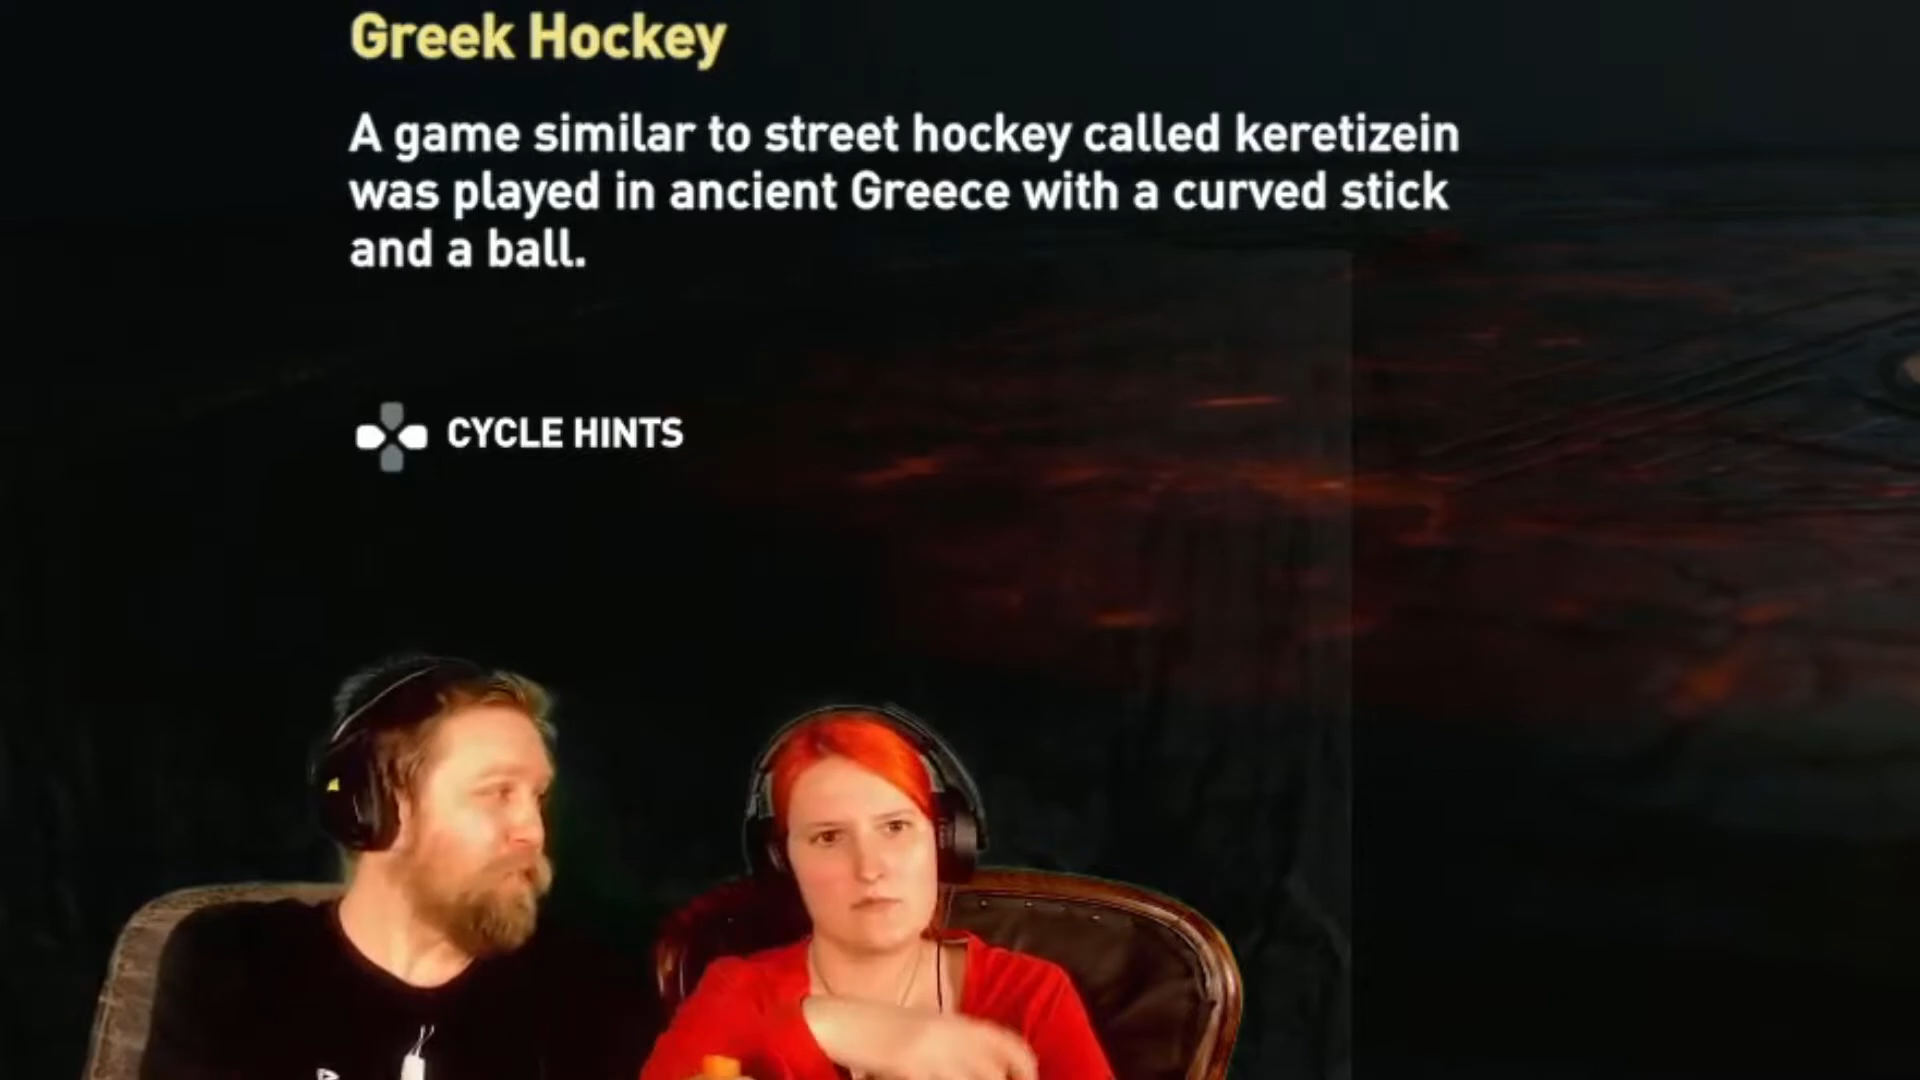 Greek Hockey
A game similar to street hockey called keretizein
was played in ancient Greece with a curved stick
and a ball.
CYCLE HINTS